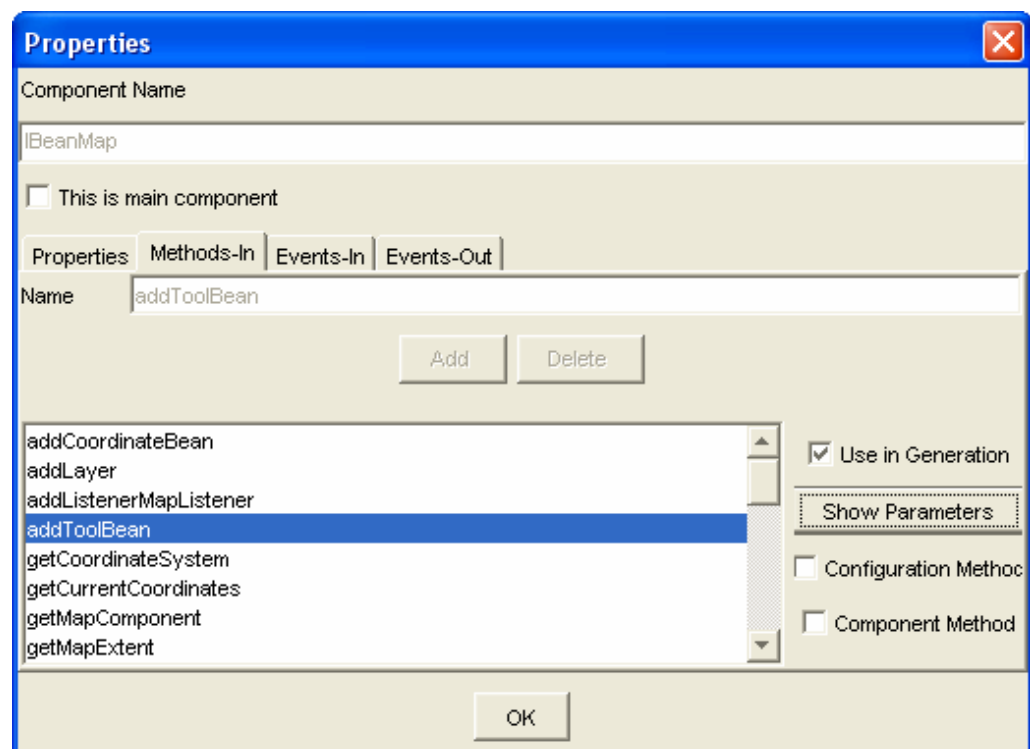 Properties
Component Name
IBeanMap
This is main component
Properties Methods-In Events-In Events-Out
Name addToolBean
Add Delete
addCoordinateBean
addLayer
addListenerMapListener
addToolBean
getCoordinateSystem
getCurrentCoordinates
getMapComponent
getMapExtent
Use in Generation
Show Parameters
Configuration Methoc
Component Method
OK